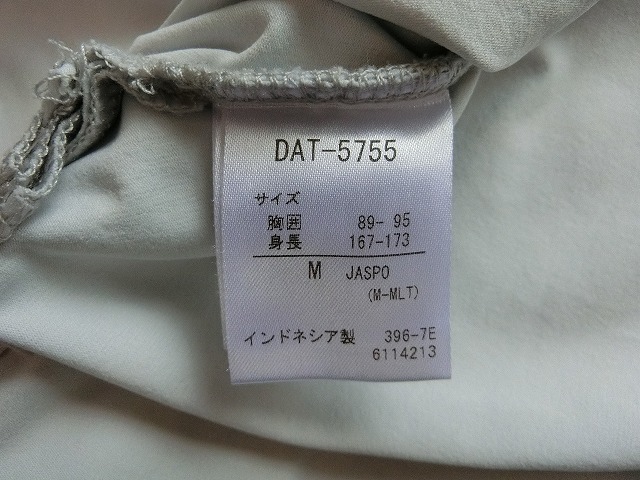 DAT-5755
サイズ
胸囲 89- 95
身長 167-173
M JASPO
(M-MLT)
インドネシア製 396-7E
6114213